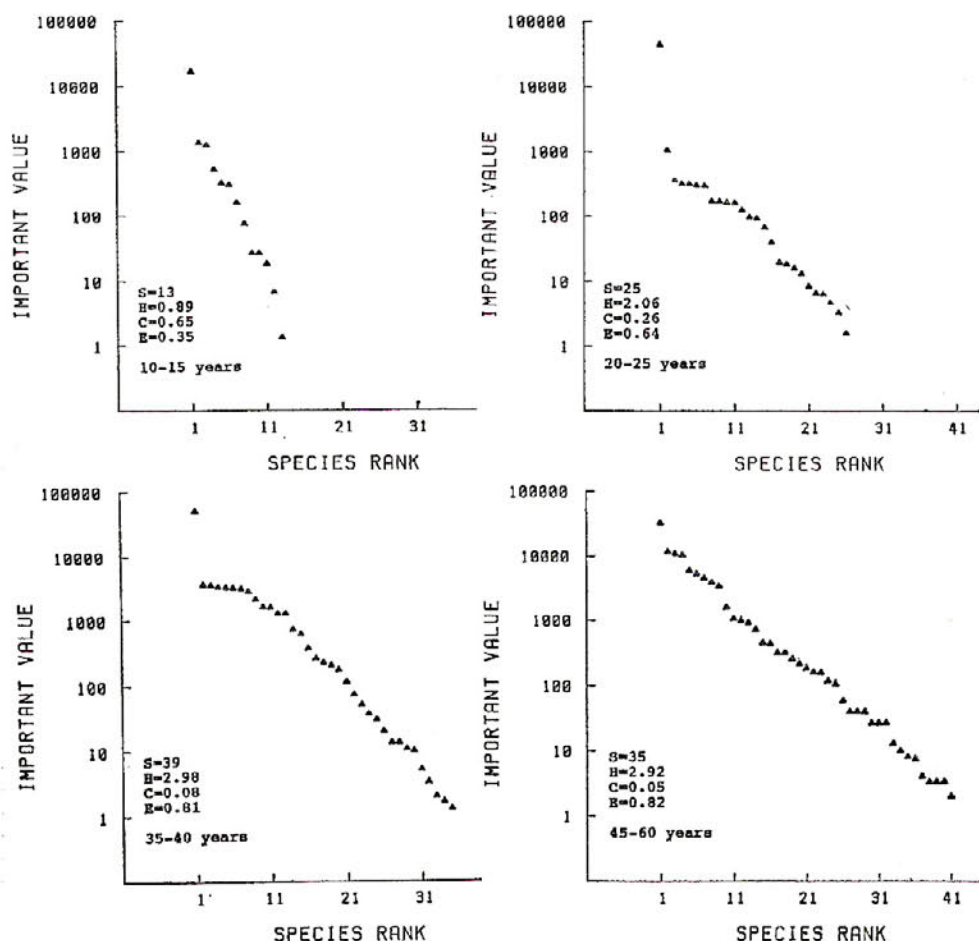 100000
10000
1000
100
10
1
IMPORTANT VALUE
S=13
H=0.89
C=0.65
E=0.35
10-15 years
1 11 21 31
SPECIES RANK
100000
10000
1000
100
10
1
IMPORTANT VALUE
S=25
H=2.06
C=0.26
E=0.64
20-25 years
1 11 21 31 41
SPECIES RANK
100000
10000
1000
100
10
1
IMPORTANT VALUE
S=39
H=2.98
C=0.08
E=0.81
35-40 years
1 11 21 31
SPECIES RANK
100000
10000
1000
100
10
1
IMPORTANT VALUE
S=35
H=2.92
C=0.05
E=0.82
45-60 years
1 11 21 31 41
SPECIES RANK